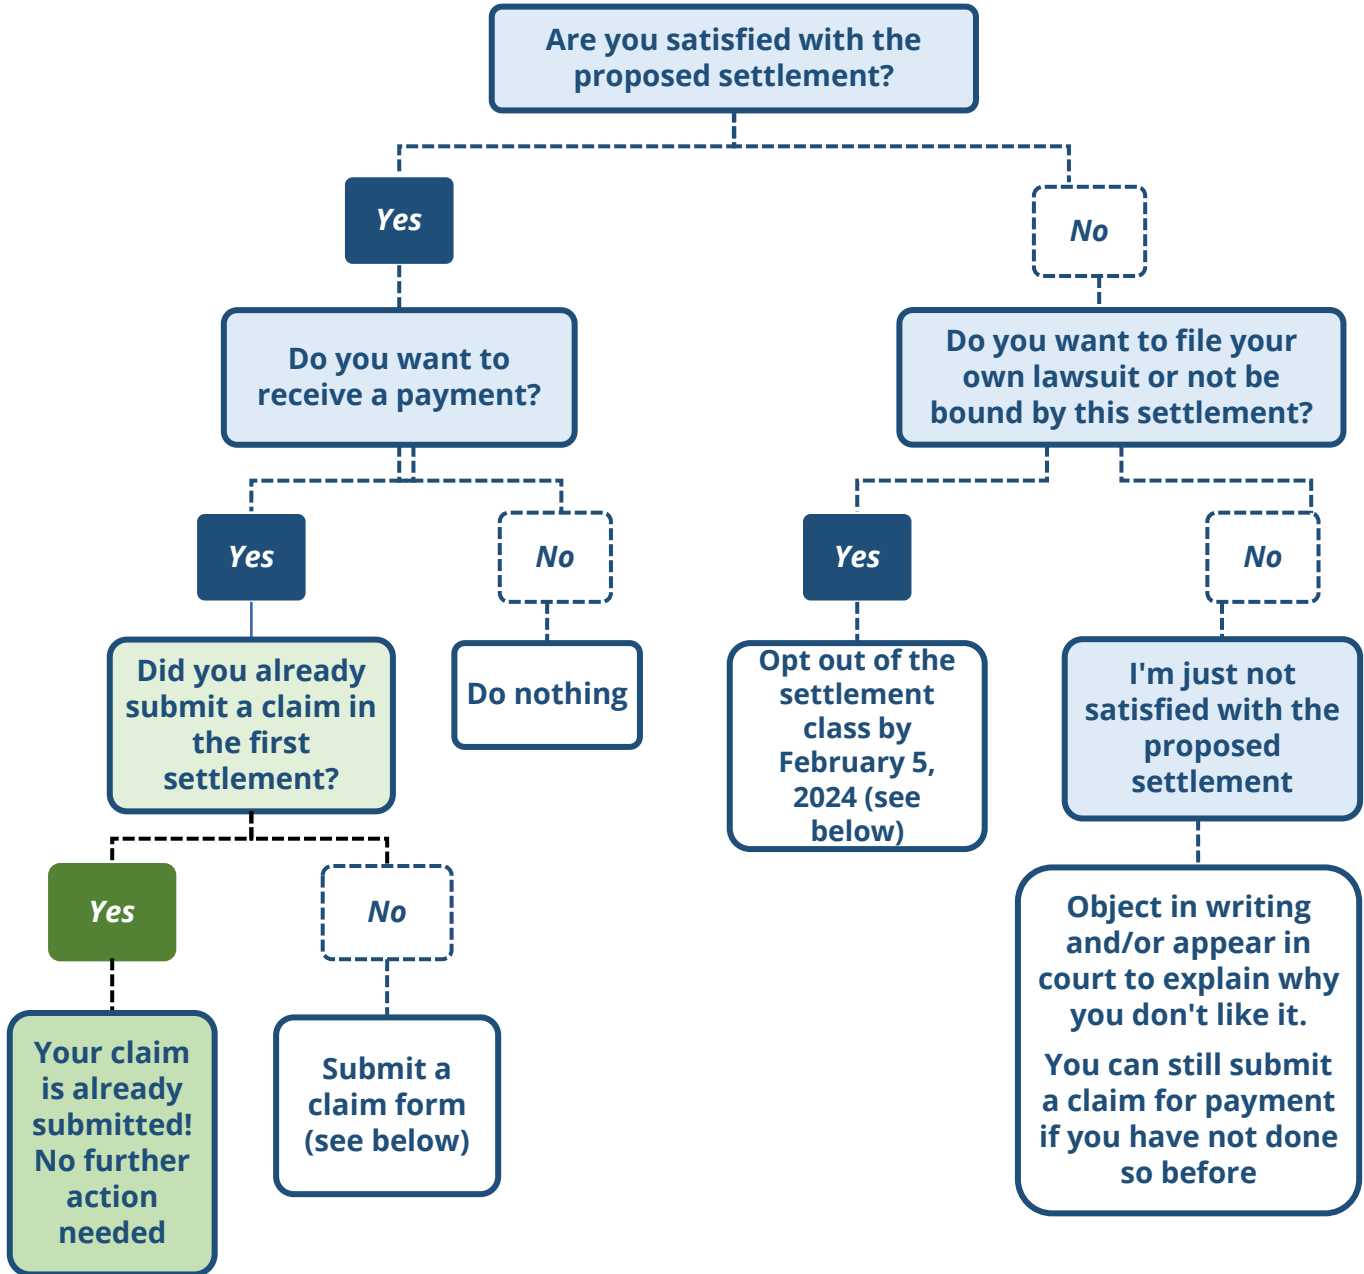 Are you satisfied with the
proposed settlement?
Yes
No
Do you want to
receive a payment?
Do you want to file your
own lawsuit or not be
bound by this settlement?
Yes
No
Yes
No
Did you already
submit a claim in
the first
settlement?
Do nothing
Opt out of the
settlement
class by
February 5,
2024 (see
below)
I'm just not
satisfied with the
proposed
settlement
Yes
No
Object in writing
and/or appear in
court to explain why
you don't like it.
You can still submit
a claim for payment
if you have not done
so before
Your claim
is already
submitted!
No further
action
needed
Submit a
claim form
(see below)